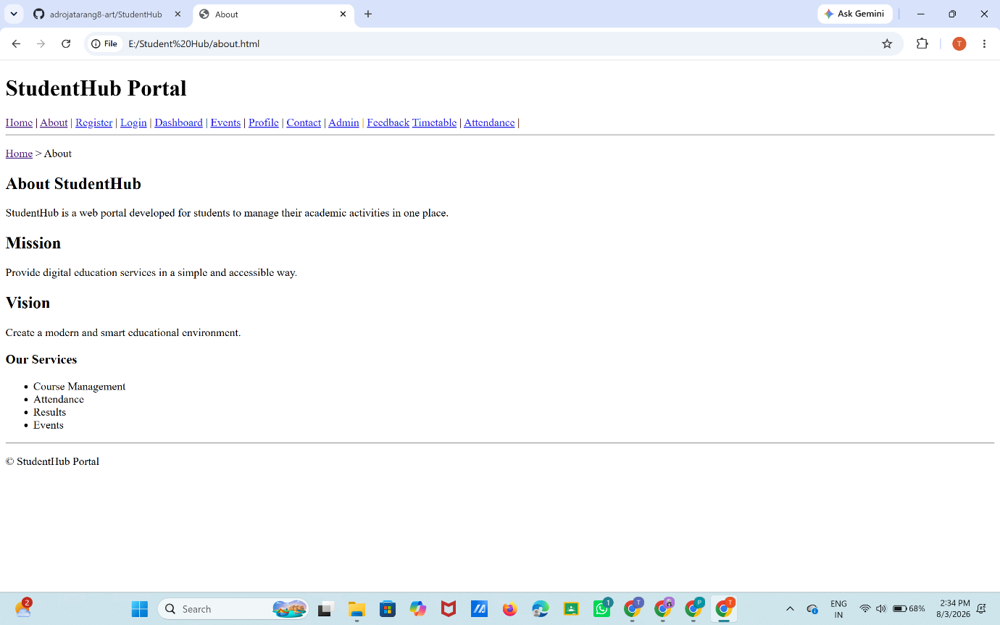 adrojatarang8-art/StudentHub
About
Ask Gemini
File
E:/Student%20Hub/about.html
T
StudentHub Portal
Home | About | Register | Login | Dashboard | Events | Profile | Contact | Admin | Feedback Timetable | Attendance |
Home > About
About StudentHub
StudentHub is a web portal developed for students to manage their academic activities in one place.
Mission
Provide digital education services in a simple and accessible way.
Vision
Create a modern and smart educational environment.
Our Services
• Course Management
• Attendance
• Results
• Events
© StudentHub Portal
2
Search
1
T
n
P
T
ENG
IN
68%
2:34 PM
8/3/2026